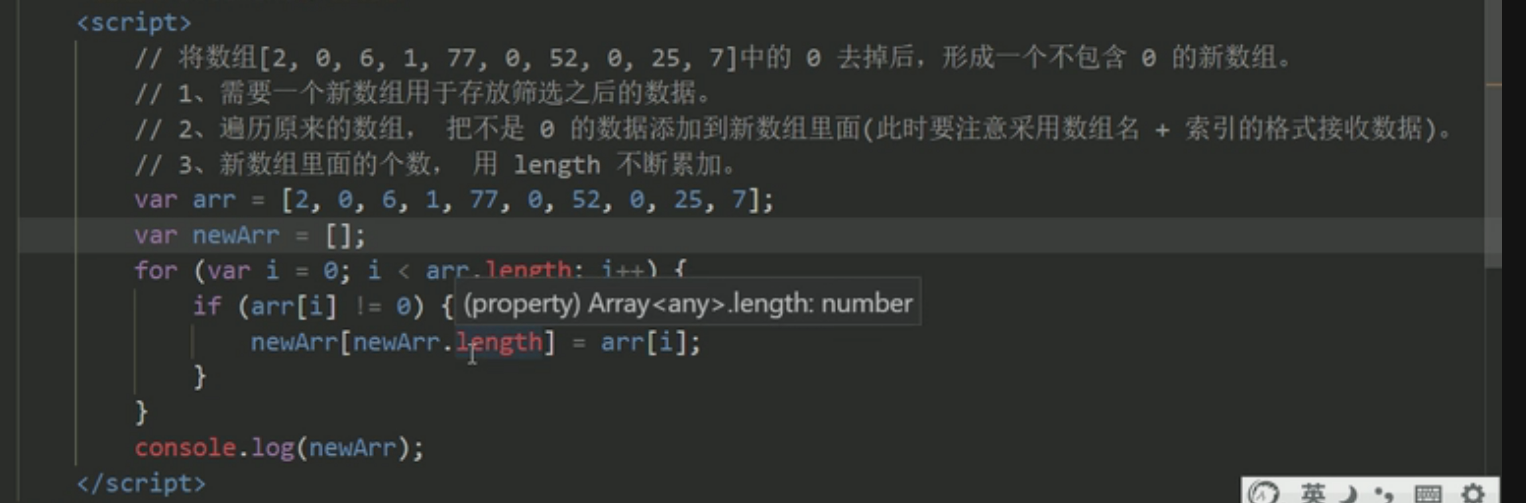 <script>
// 将数组[2, 0, 6, 1, 77, 0, 52, 0, 25, 7]中的 0 去掉后，形成一个不包含 0 的新数组。
// 1、需要一个新数组用于存放筛选之后的数据。
// 2、遍历原来的数组， 把不是 0 的数据添加到新数组里面(此时要注意采用数组名 + 索引的格式接收数据)。
// 3、新数组里面的个数， 用 length 不断累加。
var arr = [2, 0, 6, 1, 77, 0, 52, 0, 25, 7];
var newArr = [];
for (var i = 0; i < arr.length; i++) {
if (arr[i] != 0) {
(property) Array<any>.length: number
newArr[newArr.length] = arr[i];
}
}
console.log(newArr);
</script>
英